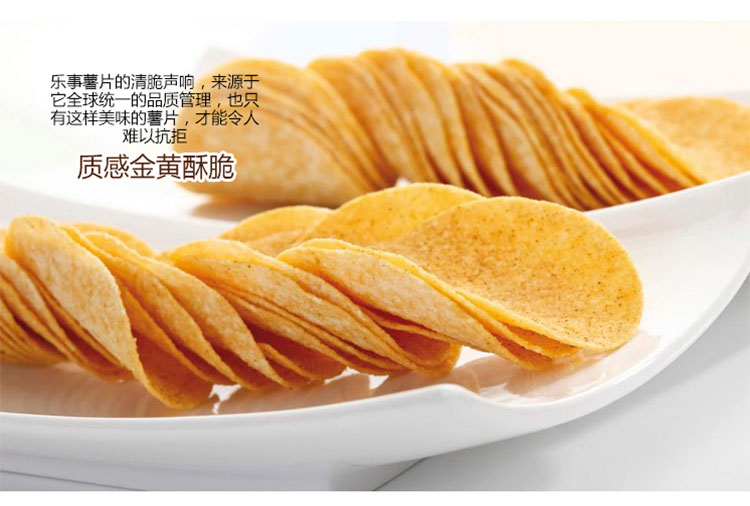 乐事薯片的清脆声响，来源于
它全球统一的品质管理，也只
有这样美味的薯片，才能令人
难以抗拒
质感金黄酥脆